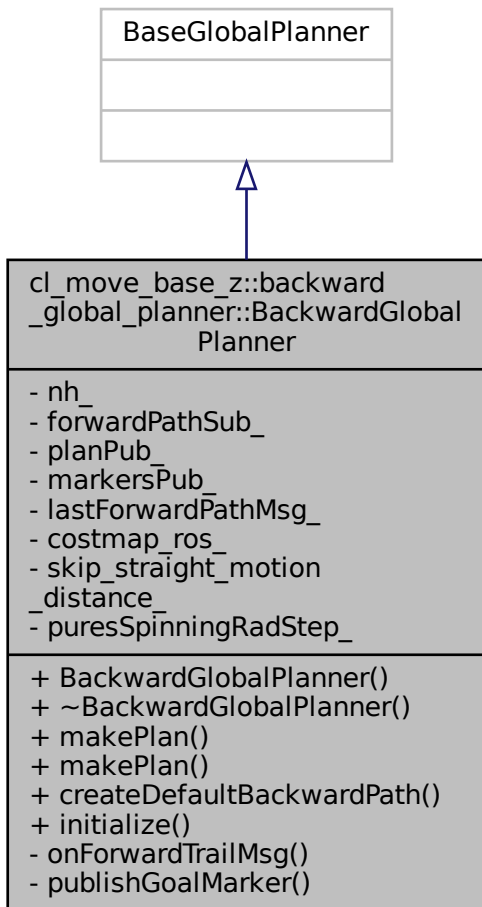 BaseGlobalPlanner
cl_move_base_z::backward
_global_planner::BackwardGlobal
Planner
- nh_
- forwardPathSub_
- planPub_
- markersPub_
- lastForwardPathMsg_
- costmap_ros_
- skip_straight_motion
_distance_
- puresSpinningRadStep_
+ BackwardGlobalPlanner()
+ ~BackwardGlobalPlanner()
+ makePlan()
+ makePlan()
+ createDefaultBackwardPath()
+ initialize()
- onForwardTrailMsg()
- publishGoalMarker()